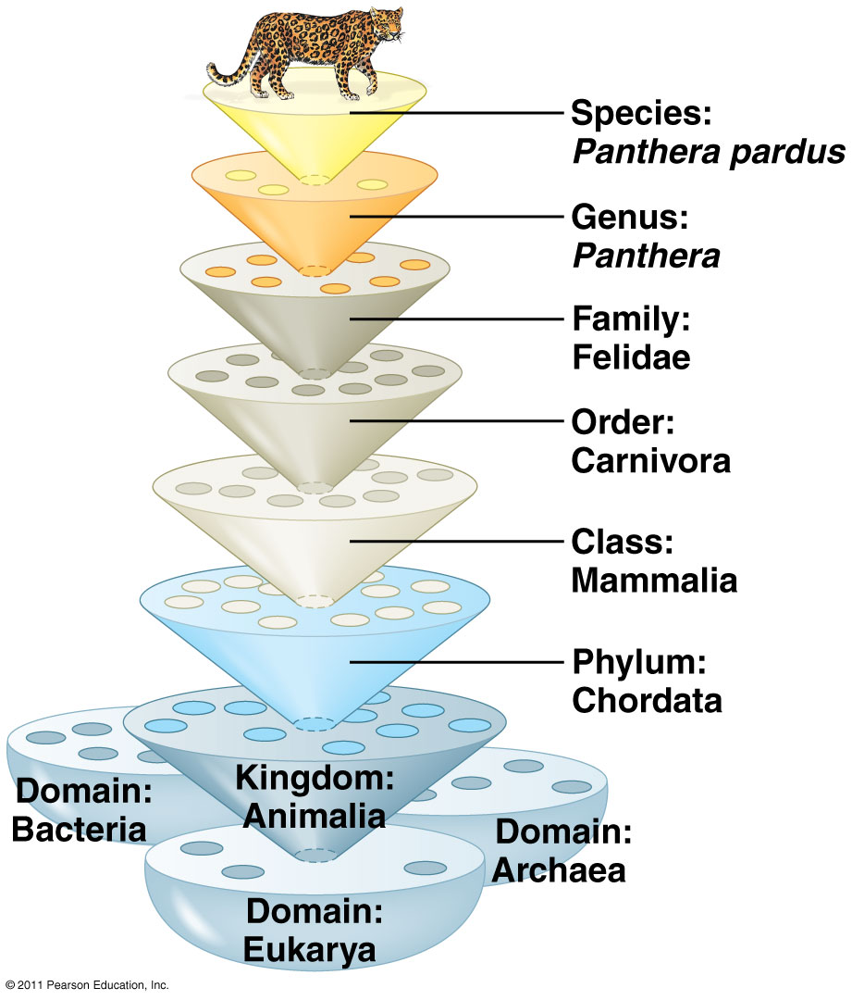 Species:
Panthera pardus
Genus:
Panthera
Family:
Felidae
Order:
Carnivora
Class:
Mammalia
Phylum:
Chordata
Kingdom:
Animalia
Domain:
Bacteria
Domain:
Archaea
Domain:
Eukarya
© 2011 Pearson Education, Inc.